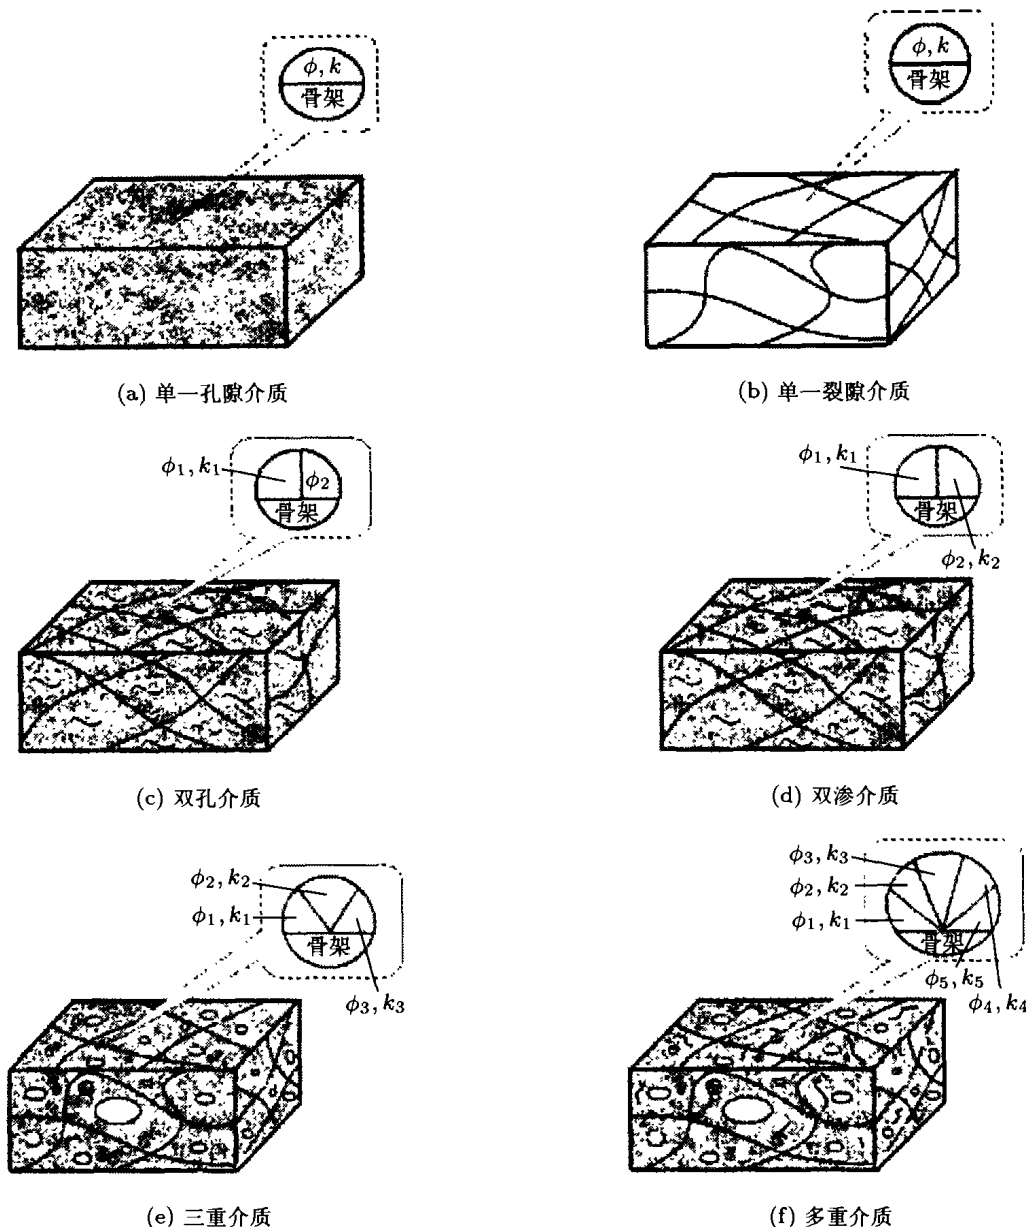 ϕ, k
骨架
(a) 单一孔隙介质
ϕ, k
骨架
(b) 单一裂隙介质
ϕ₁, k₁
ϕ₂
骨架
(c) 双孔介质
ϕ₁, k₁
骨架
ϕ₂, k₂
(d) 双渗介质
ϕ₂, k₂
ϕ₁, k₁
骨架
ϕ₃, k₃
(e) 三重介质
ϕ₃, k₃
ϕ₂, k₂
ϕ₁, k₁
骨架
ϕ₅, k₅
ϕ₄, k₄
(f) 多重介质